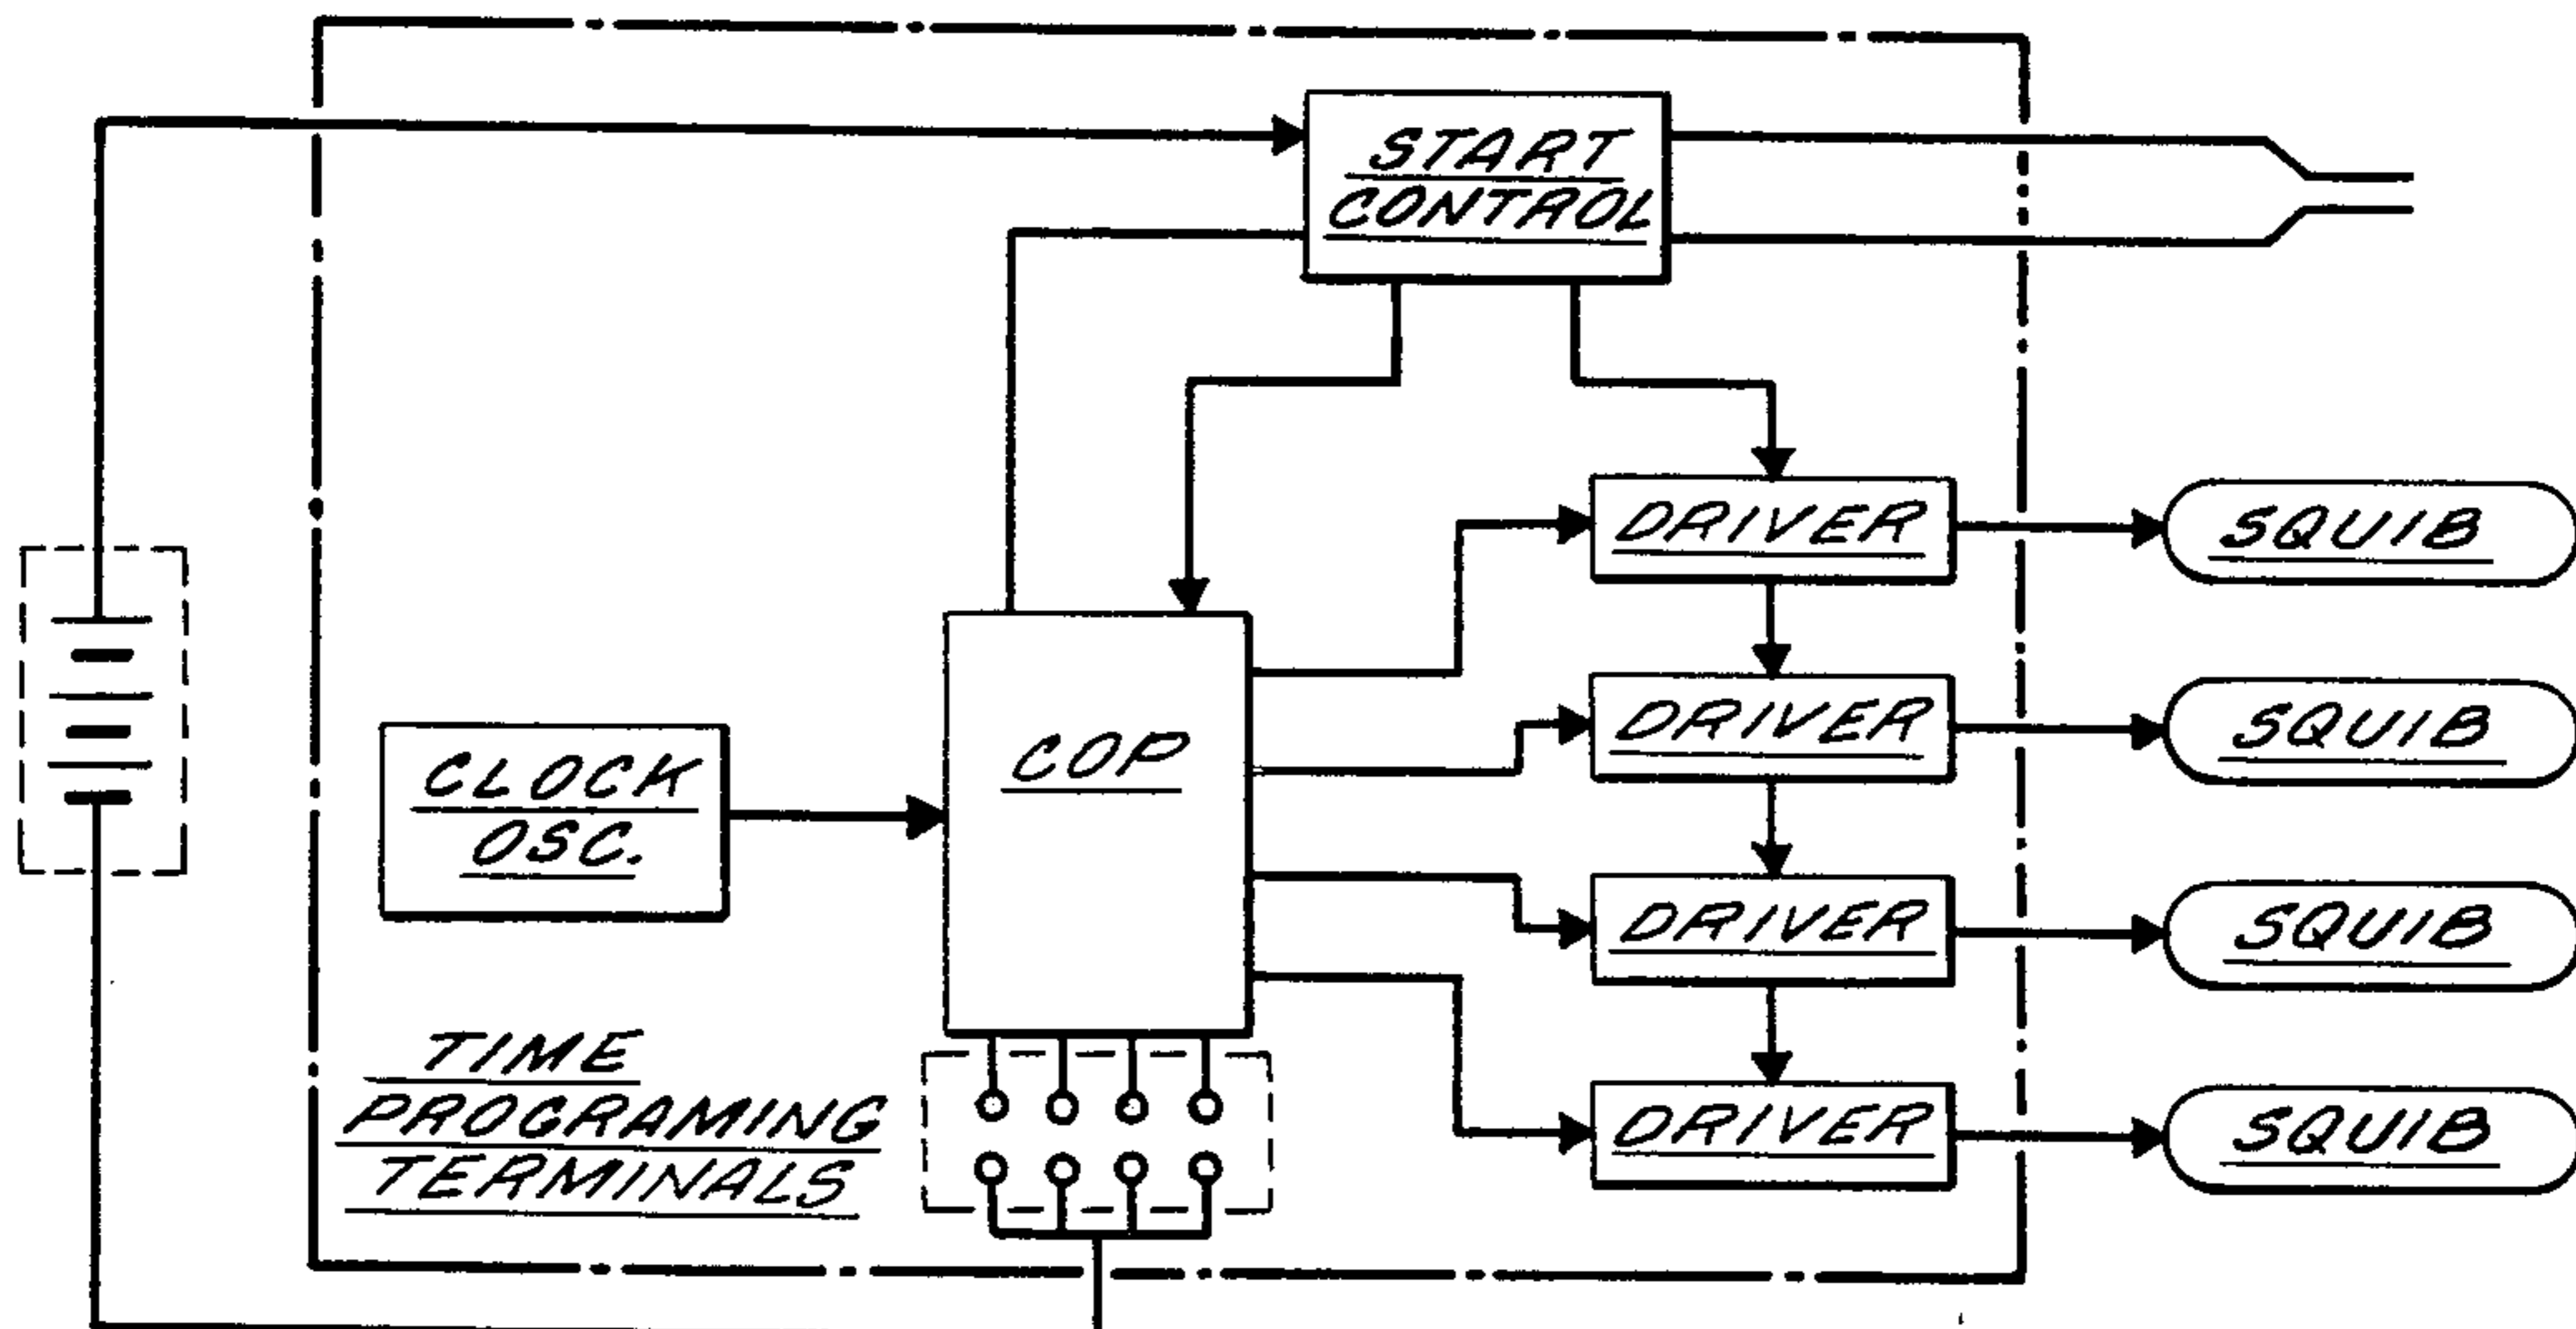 START
CONTROL
DRIVER
SQUIB
DRIVER
SQUIB
COP
CLOCK
OSC.
DRIVER
SQUIB
TIME
PROGRAMING
TERMINALS
DRIVER
SQUIB